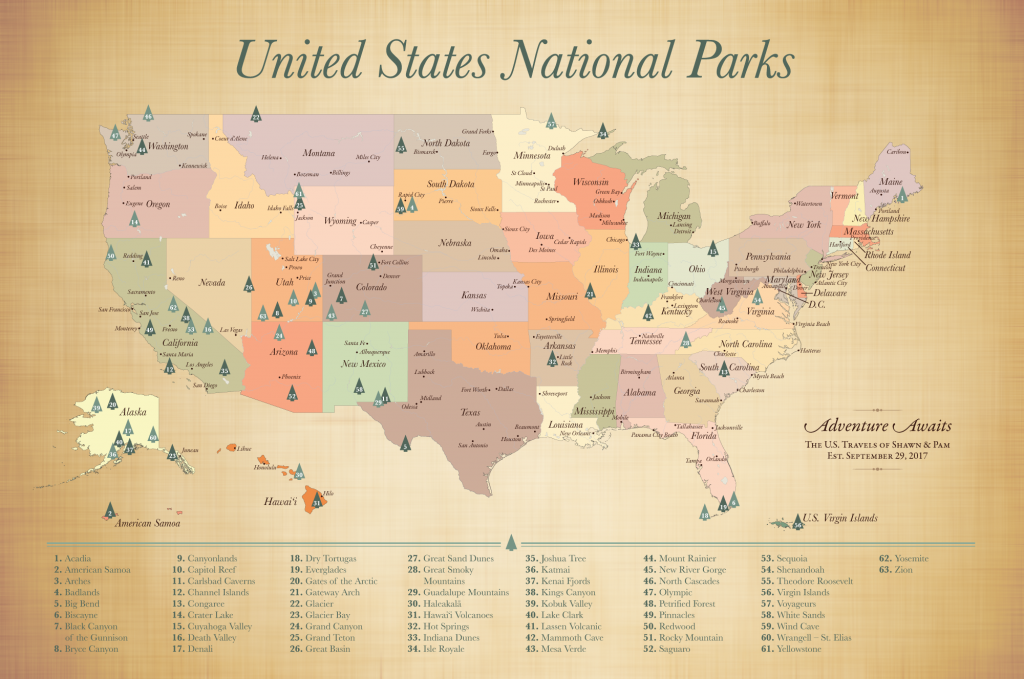 United States National Parks
Washington
Spokane
Seattle
Olympia
Kennewick
Portland
Salem
Eugene
Oregon
Coeur d'Alene
Boise
Idaho
Idaho Falls
Montana
Helena
Miles City
Bozeman
Billings
Jackson
Wyoming
Casper
Cheyenne
North Dakota
Grand Forks
Bismarck
Fargo
South Dakota
Rapid City
Pierre
Sioux Falls
Nebraska
Omaha
Lincoln
Minnesota
Duluth
St Cloud
Minneapolis
St Paul
Rochester
Wisconsin
Green Bay
Oshkosh
Madison
Milwaukee
Michigan
Lansing
Detroit
Iowa
Sioux City
Cedar Rapids
Des Moines
Illinois
Chicago
Indiana
Fort Wayne
Indianapolis
Ohio
Cincinnati
Pennsylvania
Pittsburgh
Philadelphia
New York
Watertown
Buffalo
New York City
Vermont
Maine
Caribou
Augusta
Portland
New Hampshire
Massachusetts
Hartford
Rhode Island
Connecticut
New Jersey
Atlantic City
Maryland
Delaware
D.C.
West Virginia
Morgantown
Charleston
Virginia
Roanoke
Virginia Beach
Kentucky
Frankfort
Lexington
Tennessee
Nashville
Memphis
North Carolina
Charlotte
Hatteras
South Carolina
Myrtle Beach
Charleston
Georgia
Atlanta
Savannah
Florida
Tallahassee
Jacksonville
Panama City Beach
Orlando
Tampa
Alabama
Birmingham
Mobile
Mississippi
Jackson
Louisiana
Shreveport
New Orleans
Arkansas
Fayetteville
Little Rock
Missouri
Springfield
Kansas
Topeka
Kansas City
Wichita
Oklahoma
Tulsa
Texas
Amarillo
Lubbock
Midland
Odessa
Fort Worth
Dallas
Austin
Beaumont
Houston
San Antonio
New Mexico
Santa Fe
Albuquerque
Colorado
Fort Collins
Denver
Grand Junction
Utah
Salt Lake City
Provo
Price
Arizona
Phoenix
Nevada
Reno
Las Vegas
California
Redding
Sacramento
San Francisco
San Jose
Monterey
Fresno
Santa Maria
Los Angeles
San Diego
Alaska
Juneau
Hawai'i
Lihue
Honolulu
Hilo
American Samoa
U.S. Virgin Islands
Adventure Awaits
The U.S. Travels of Shawn & Pam
Est. September 29, 2017
1. Acadia
2. American Samoa
3. Arches
4. Badlands
5. Big Bend
6. Biscayne
7. Black Canyon
of the Gunnison
8. Bryce Canyon
9. Canyonlands
10. Capitol Reef
11. Carlsbad Caverns
12. Channel Islands
13. Congaree
14. Crater Lake
15. Cuyahoga Valley
16. Death Valley
17. Denali
18. Dry Tortugas
19. Everglades
20. Gates of the Arctic
21. Gateway Arch
22. Glacier
23. Glacier Bay
24. Grand Canyon
25. Grand Teton
26. Great Basin
27. Great Sand Dunes
28. Great Smoky
Mountains
29. Guadalupe Mountains
30. Haleakalā
31. Hawai'i Volcanoes
32. Hot Springs
33. Indiana Dunes
34. Isle Royale
35. Joshua Tree
36. Katmai
37. Kenai Fjords
38. Kings Canyon
39. Kobuk Valley
40. Lake Clark
41. Lassen Volcanic
42. Mammoth Cave
43. Mesa Verde
44. Mount Rainier
45. New River Gorge
46. North Cascades
47. Olympic
48. Petrified Forest
49. Pinnacles
50. Redwood
51. Rocky Mountain
52. Saguaro
53. Sequoia
54. Shenandoah
55. Theodore Roosevelt
56. Virgin Islands
57. Voyageurs
58. White Sands
59. Wind Cave
60. Wrangell – St. Elias
61. Yellowstone
62. Yosemite
63. Zion